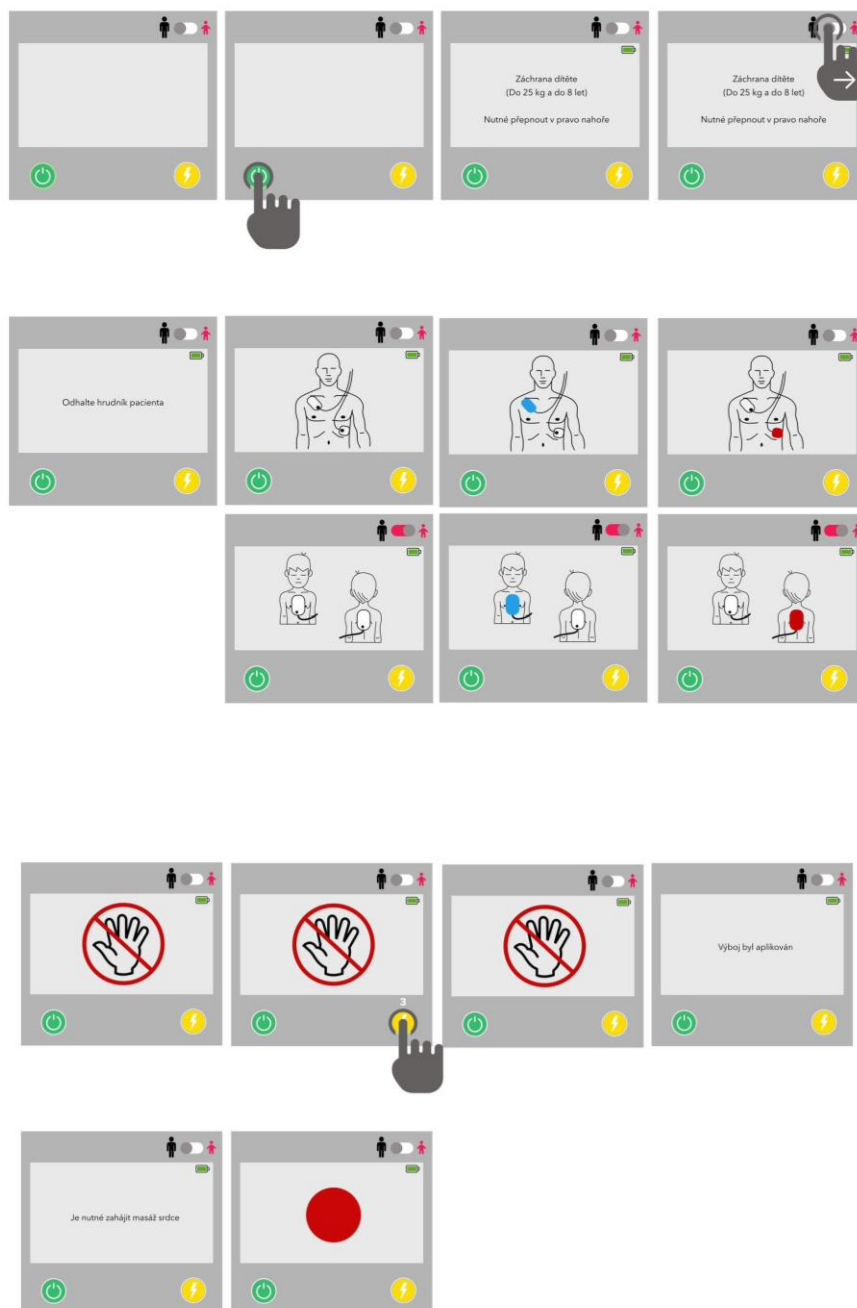 Záchrana dítěte
(Do 25 kg a do 8 let)
Nutné přepnout v pravo nahoře
Záchrana dítěte
(Do 25 kg a do 8 let)
Nutné přepnout v pravo nahoře
Odhalte hrudník pacienta
3
Výboj byl aplikován
Je nutné zahájit masáž srdce